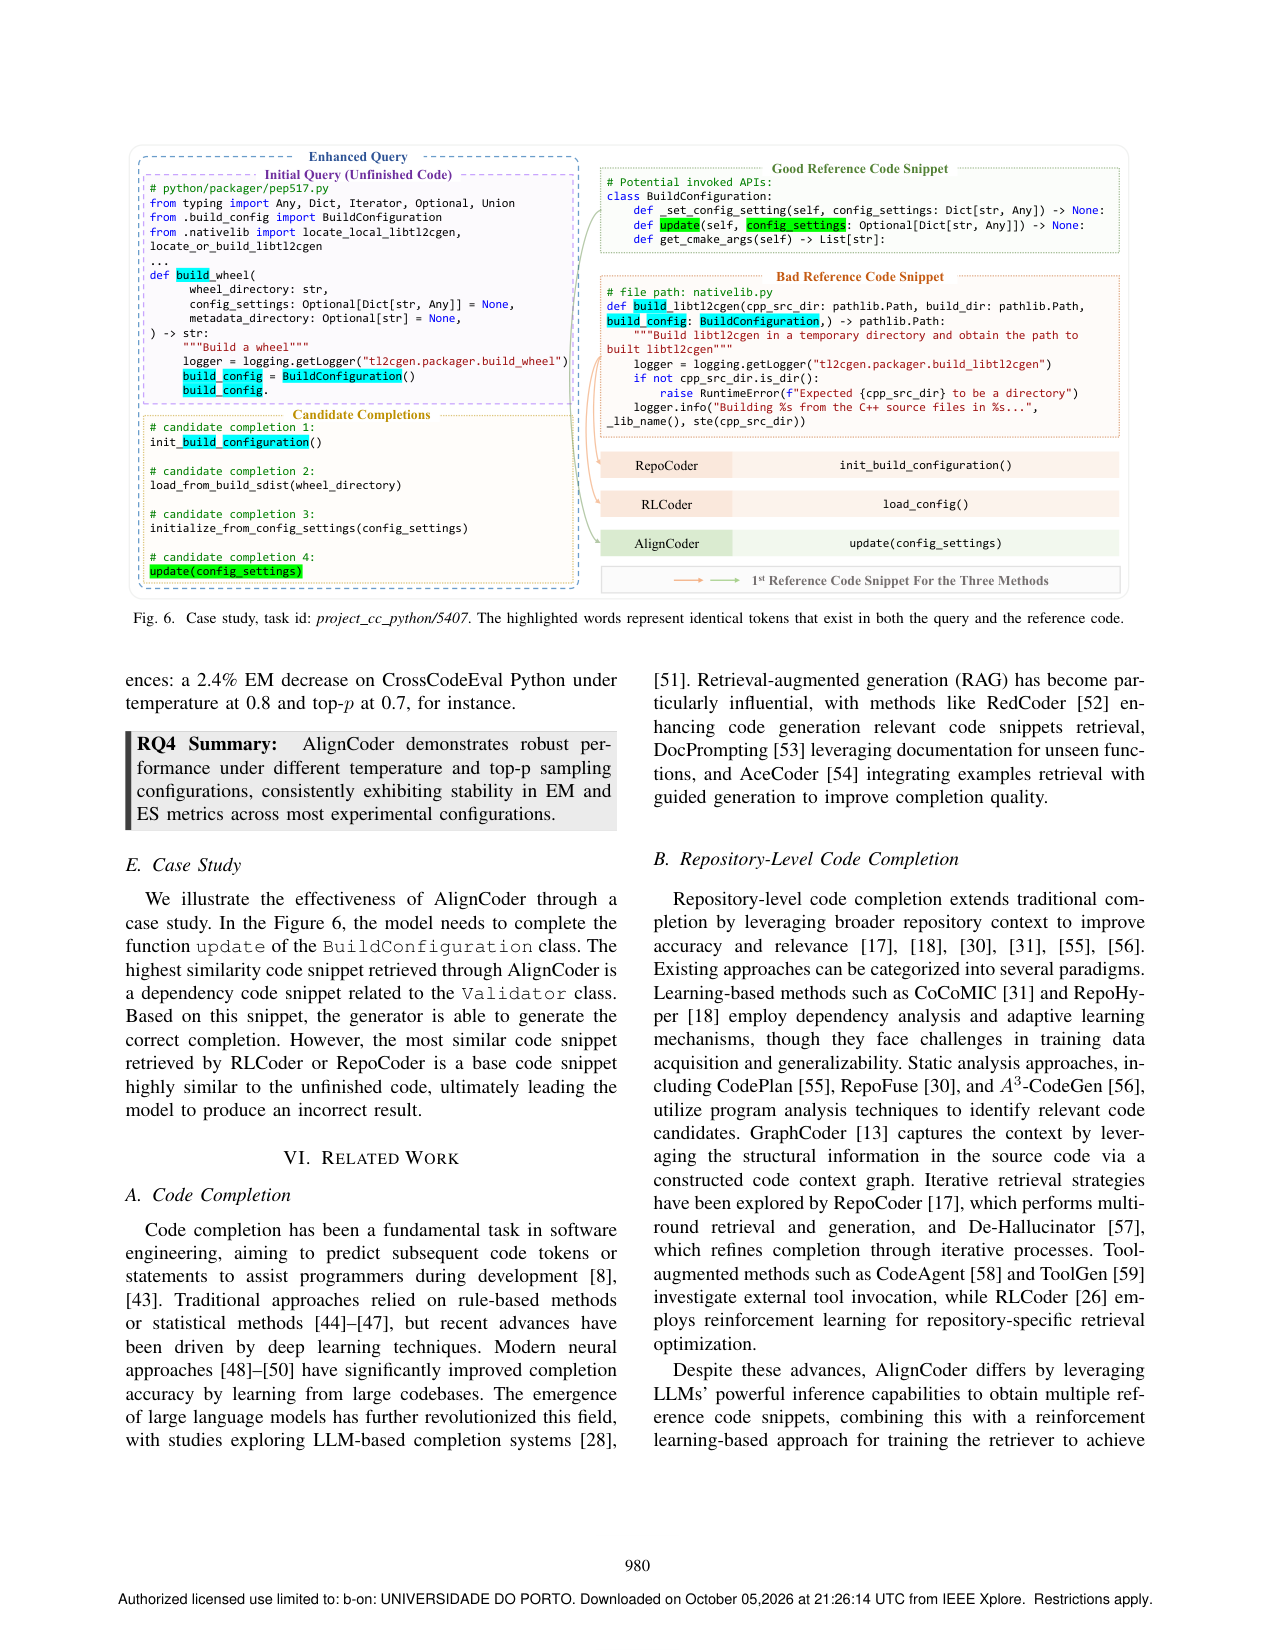 Enhanced Query
Initial Query (Unfinished Code)
# python/packager/pep517.py
from typing import Any, Dict, Iterator, Optional, Union
from .build_config import BuildConfiguration
from .nativelib import locate_local_libtl2cgen,
locate_or_build_libtl2cgen
...
def build_wheel(
wheel_directory: str,
config_settings: Optional[Dict[str, Any]] = None,
metadata_directory: Optional[str] = None,
) -> str:
"""Build a wheel"""
logger = logging.getLogger("tl2cgen.packager.build_wheel")
build_config = BuildConfiguration()
build_config.
Candidate Completions
# candidate completion 1:
init_build_configuration()
# candidate completion 2:
load_from_build_sdist(wheel_directory)
# candidate completion 3:
initialize_from_config_settings(config_settings)
# candidate completion 4:
update(config_settings)
Good Reference Code Snippet
# Potential invoked APIs:
class BuildConfiguration:
def _set_config_setting(self, config_settings: Dict[str, Any]) -> None:
def update(self, config_settings: Optional[Dict[str, Any]]) -> None:
def get_cmake_args(self) -> List[str]:
Bad Reference Code Snippet
# file path: nativelib.py
def build_libtl2cgen(cpp_src_dir: pathlib.Path, build_dir: pathlib.Path,
build_config: BuildConfiguration,) -> pathlib.Path:
"""Build libtl2cgen in a temporary directory and obtain the path to
built libtl2cgen"""
logger = logging.getLogger("tl2cgen.packager.build_libtl2cgen")
if not cpp_src_dir.is_dir():
raise RuntimeError(f"Expected {cpp_src_dir} to be a directory")
logger.info("Building %s from the C++ source files in %s...",
_lib_name(), ste(cpp_src_dir))
RepoCoder init_build_configuration()
RLCoder load_config()
AlignCoder update(config_settings)
1st Reference Code Snippet For the Three Methods
Fig. 6. Case study, task id: project_cc_python/5407. The highlighted words represent identical tokens that exist in both the query and the reference code.
ences: a 2.4% EM decrease on CrossCodeEval Python under
temperature at 0.8 and top-p at 0.7, for instance.
RQ4 Summary: AlignCoder demonstrates robust per-
formance under different temperature and top-p sampling
configurations, consistently exhibiting stability in EM and
ES metrics across most experimental configurations.
E. Case Study
We illustrate the effectiveness of AlignCoder through a
case study. In the Figure 6, the model needs to complete the
function update of the BuildConfiguration class. The
highest similarity code snippet retrieved through AlignCoder is
a dependency code snippet related to the Validator class.
Based on this snippet, the generator is able to generate the
correct completion. However, the most similar code snippet
retrieved by RLCoder or RepoCoder is a base code snippet
highly similar to the unfinished code, ultimately leading the
model to produce an incorrect result.
VI. RELATED WORK
A. Code Completion
Code completion has been a fundamental task in software
engineering, aiming to predict subsequent code tokens or
statements to assist programmers during development [8],
[43]. Traditional approaches relied on rule-based methods
or statistical methods [44]–[47], but recent advances have
been driven by deep learning techniques. Modern neural
approaches [48]–[50] have significantly improved completion
accuracy by learning from large codebases. The emergence
of large language models has further revolutionized this field,
with studies exploring LLM-based completion systems [28],
[51]. Retrieval-augmented generation (RAG) has become par-
ticularly influential, with methods like RedCoder [52] en-
hancing code generation relevant code snippets retrieval,
DocPrompting [53] leveraging documentation for unseen func-
tions, and AceCoder [54] integrating examples retrieval with
guided generation to improve completion quality.
B. Repository-Level Code Completion
Repository-level code completion extends traditional com-
pletion by leveraging broader repository context to improve
accuracy and relevance [17], [18], [30], [31], [55], [56].
Existing approaches can be categorized into several paradigms.
Learning-based methods such as CoCoMIC [31] and RepoHy-
per [18] employ dependency analysis and adaptive learning
mechanisms, though they face challenges in training data
acquisition and generalizability. Static analysis approaches, in-
cluding CodePlan [55], RepoFuse [30], and A³-CodeGen [56],
utilize program analysis techniques to identify relevant code
candidates. GraphCoder [13] captures the context by lever-
aging the structural information in the source code via a
constructed code context graph. Iterative retrieval strategies
have been explored by RepoCoder [17], which performs multi-
round retrieval and generation, and De-Hallucinator [57],
which refines completion through iterative processes. Tool-
augmented methods such as CodeAgent [58] and ToolGen [59]
investigate external tool invocation, while RLCoder [26] em-
ploys reinforcement learning for repository-specific retrieval
optimization.
Despite these advances, AlignCoder differs by leveraging
LLMs' powerful inference capabilities to obtain multiple ref-
erence code snippets, combining this with a reinforcement
learning-based approach for training the retriever to achieve
980
Authorized licensed use limited to: b-on: UNIVERSIDADE DO PORTO. Downloaded on October 05,2026 at 21:26:14 UTC from IEEE Xplore. Restrictions apply.